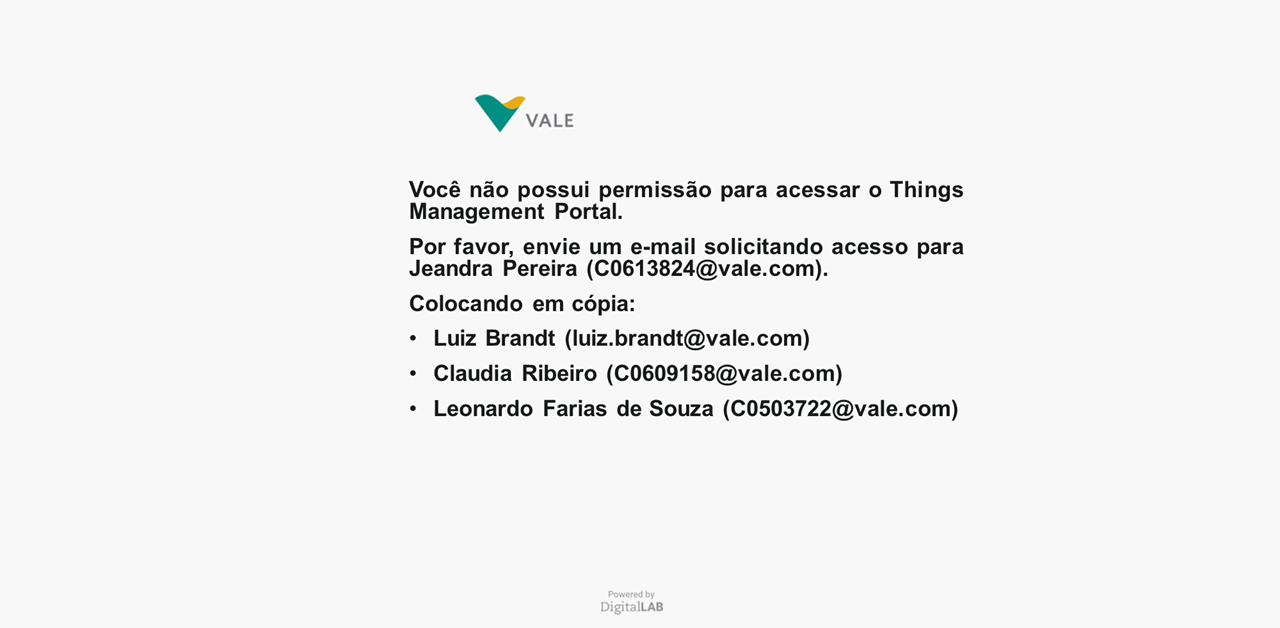 VALE
Você não possui permissão para acessar o Things
Management Portal.
Por favor, envie um e-mail solicitando acesso para
Jeandra Pereira (C0613824@vale.com).
Colocando em cópia:
• Luiz Brandt (luiz.brandt@vale.com)
• Claudia Ribeiro (C0609158@vale.com)
• Leonardo Farias de Souza (C0503722@vale.com)
Powered by
DigitalLAB